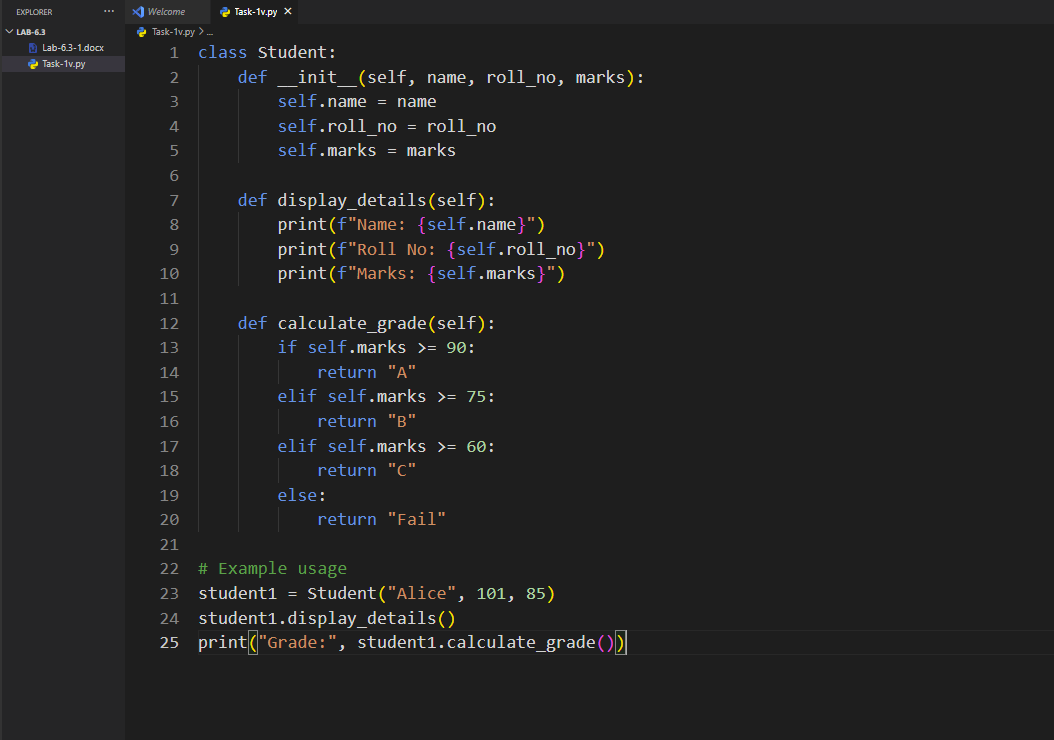 EXPLORER ...
LAB-6.3
Lab-6.3-1.docx
Task-1v.py
Welcome
Task-1v.py ×
Task-1v.py > ...
1 class Student:
2     def __init__(self, name, roll_no, marks):
3         self.name = name
4         self.roll_no = roll_no
5         self.marks = marks
6
7     def display_details(self):
8         print(f"Name: {self.name}")
9         print(f"Roll No: {self.roll_no}")
10         print(f"Marks: {self.marks}")
11
12     def calculate_grade(self):
13         if self.marks >= 90:
14             return "A"
15         elif self.marks >= 75:
16             return "B"
17         elif self.marks >= 60:
18             return "C"
19         else:
20             return "Fail"
21
22 # Example usage
23 student1 = Student("Alice", 101, 85)
24 student1.display_details()
25 print("Grade:", student1.calculate_grade())